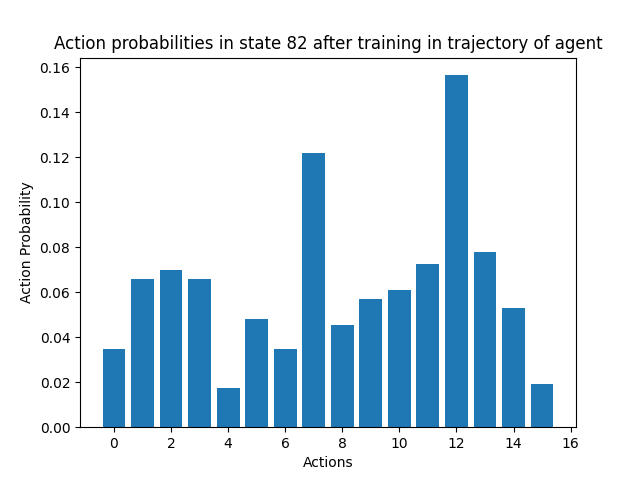 Action probabilities in state 82 after training in trajectory of agent
0.16
0.14
0.12
0.10
0.08
0.06
0.04
0.02
0.00
Action Probability
0 2 4 6 8 10 12 14 16
Actions